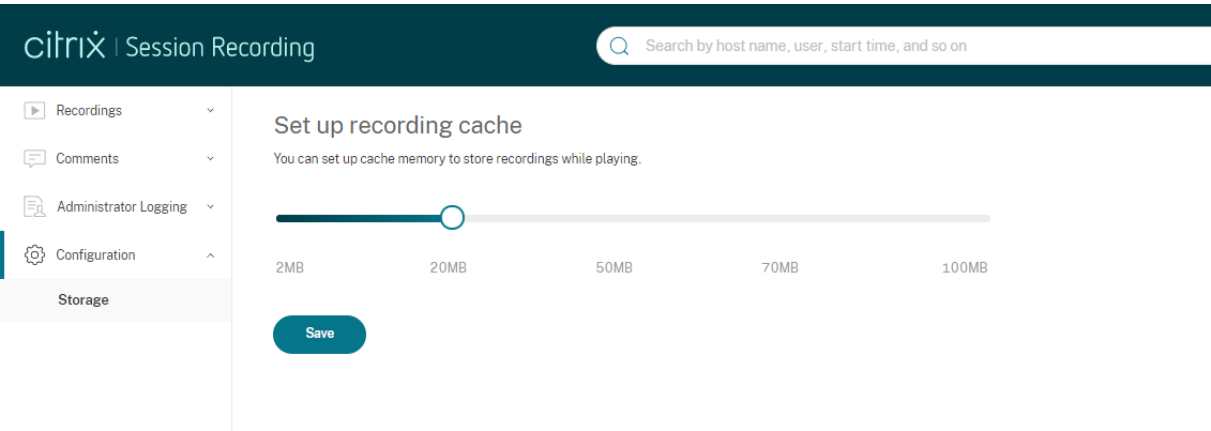 citrix | Session Recording
Search by host name, user, start time, and so on
Recordings
Comments
Administrator Logging
Configuration
Storage
Set up recording cache
You can set up cache memory to store recordings while playing.
2MB 20MB 50MB 70MB 100MB
Save